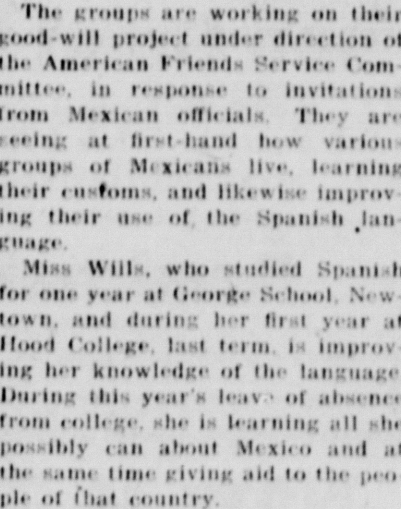 The groups are working on their
good-will project under direction of
the American Friends Service Com-
mittee, in response to invitations
from Mexican officials. They are
seeing at first-hand how various
groups of Mexicans live, learning
their customs, and likewise improv-
ing their use of the Spanish lan-
guage.
Miss Wills, who studied Spanish
for one year at George School, New-
town, and during her first year at
Hood College, last term, is improv-
ing her knowledge of the language.
During this year's leave of absence
from college, she is learning all she
possibly can about Mexico and at
the same time giving aid to the peo-
ple of that country.